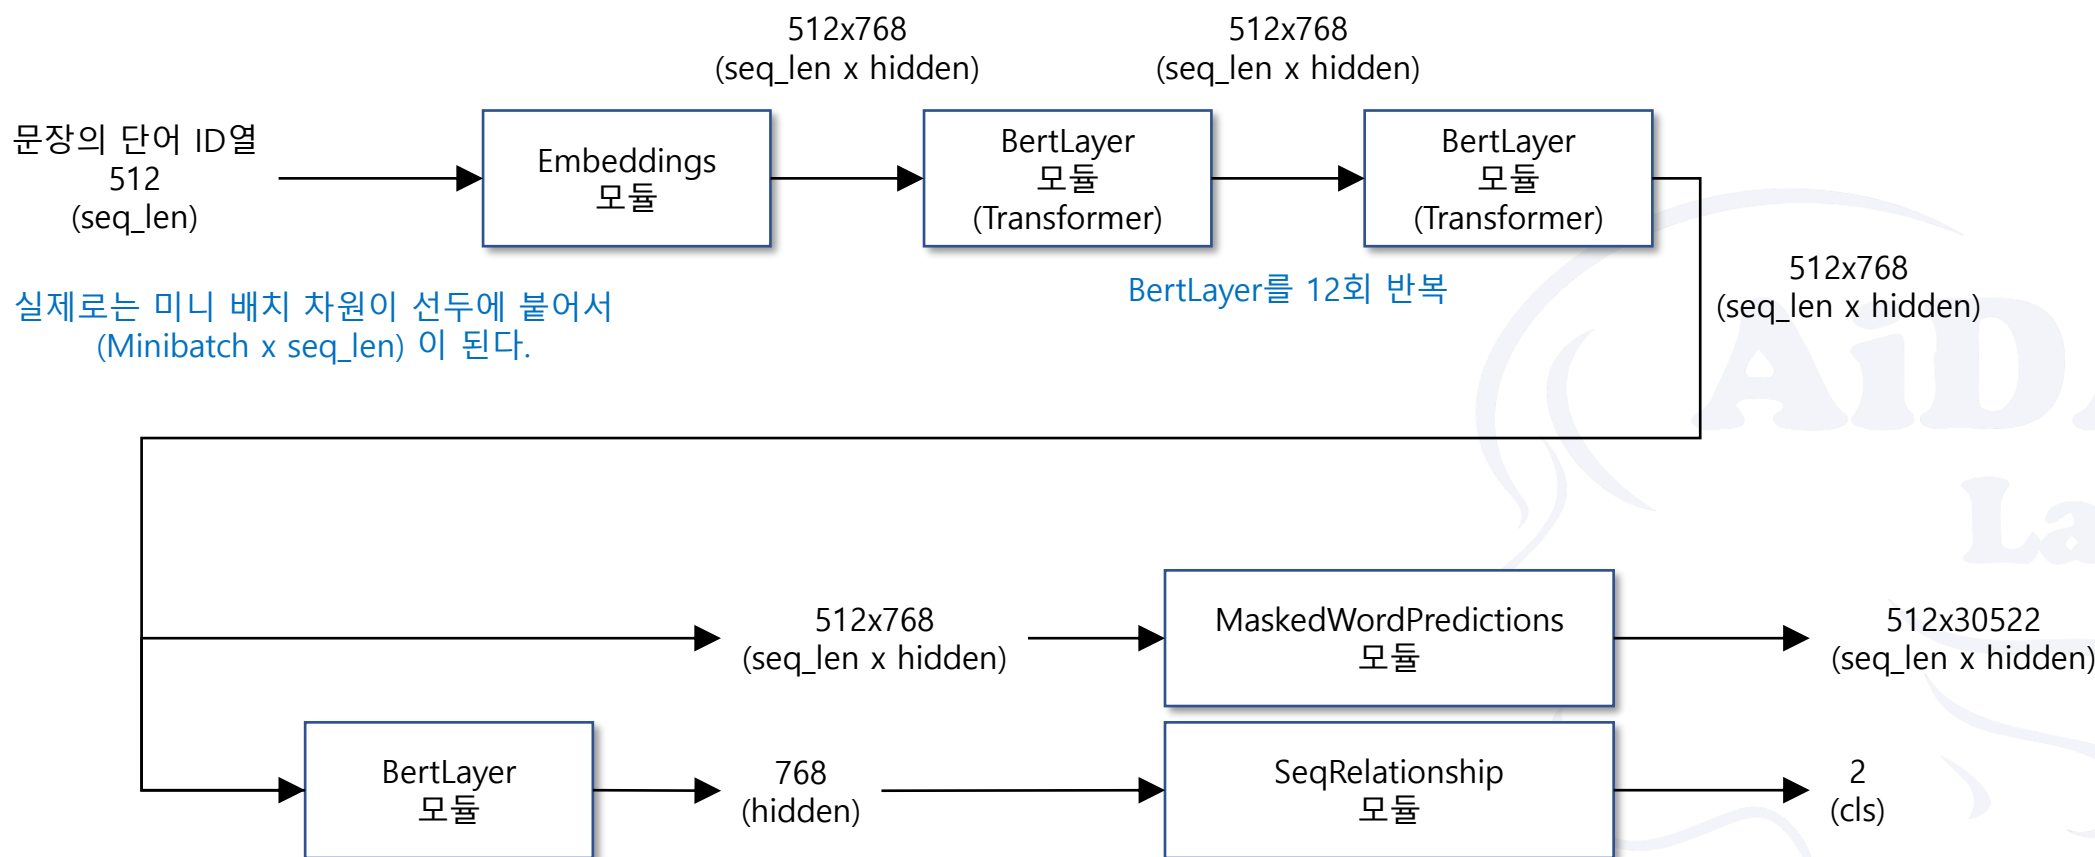 512x768
(seq_len x hidden)
512x768
(seq_len x hidden)
문장의 단어 ID열
512
(seq_len)
Embeddings
모듈
BertLayer
모듈
(Transformer)
BertLayer
모듈
(Transformer)
512x768
(seq_len x hidden)
실제로는 미니 배치 차원이 선두에 붙어서
(Minibatch x seq_len) 이 된다.
BertLayer를 12회 반복
512x768
(seq_len x hidden)
MaskedWordPredictions
모듈
512x30522
(seq_len x hidden)
BertLayer
모듈
768
(hidden)
SeqRelationship
모듈
2
(cls)